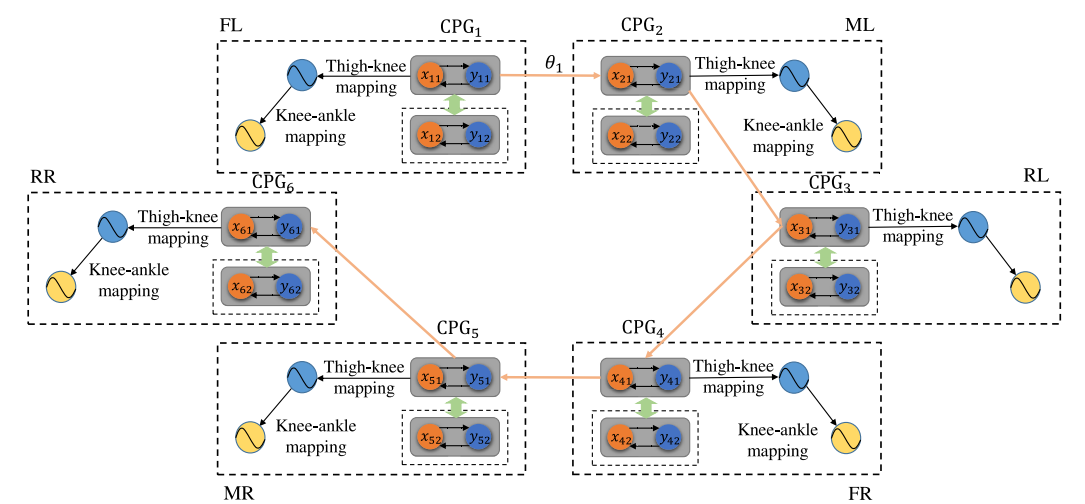 FL
CPG₁
CPG₂
ML
Thigh-knee
mapping
x₁₁
y₁₁
θ₁
x₂₁
y₂₁
Thigh-knee
mapping
Knee-ankle
mapping
x₁₂
y₁₂
x₂₂
y₂₂
Knee-ankle
mapping
RR
CPG₆
CPG₃
RL
Thigh-knee
mapping
x₆₁
y₆₁
x₃₁
y₃₁
Thigh-knee
mapping
Knee-ankle
mapping
x₆₂
y₆₂
x₃₂
y₃₂
CPG₅
CPG₄
Thigh-knee
mapping
x₅₁
y₅₁
x₄₁
y₄₁
Thigh-knee
mapping
Knee-ankle
mapping
x₅₂
y₅₂
x₄₂
y₄₂
Knee-ankle
mapping
MR
FR